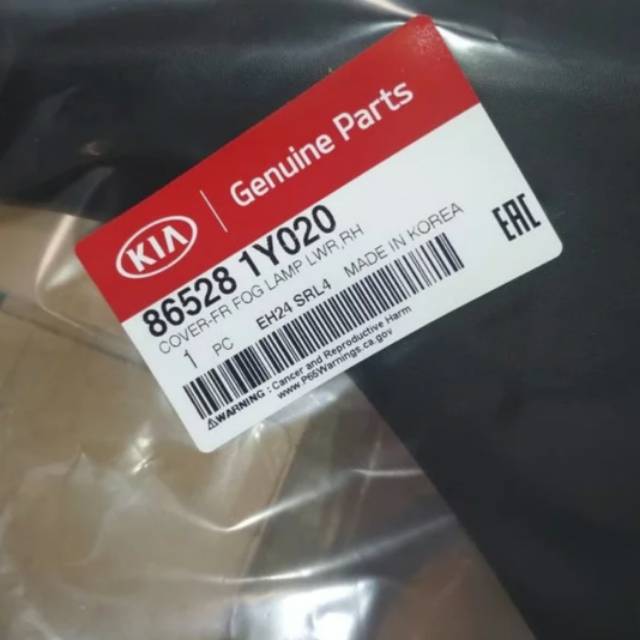 KIA
Genuine Parts
86528 1Y020
COVER-FR FOG LAMP LWR,RH
1 PC EH24 SRL4 MADE IN KOREA
EAC
WARNING : Cancer and Reproductive Harm
www.P65Warnings.ca.gov